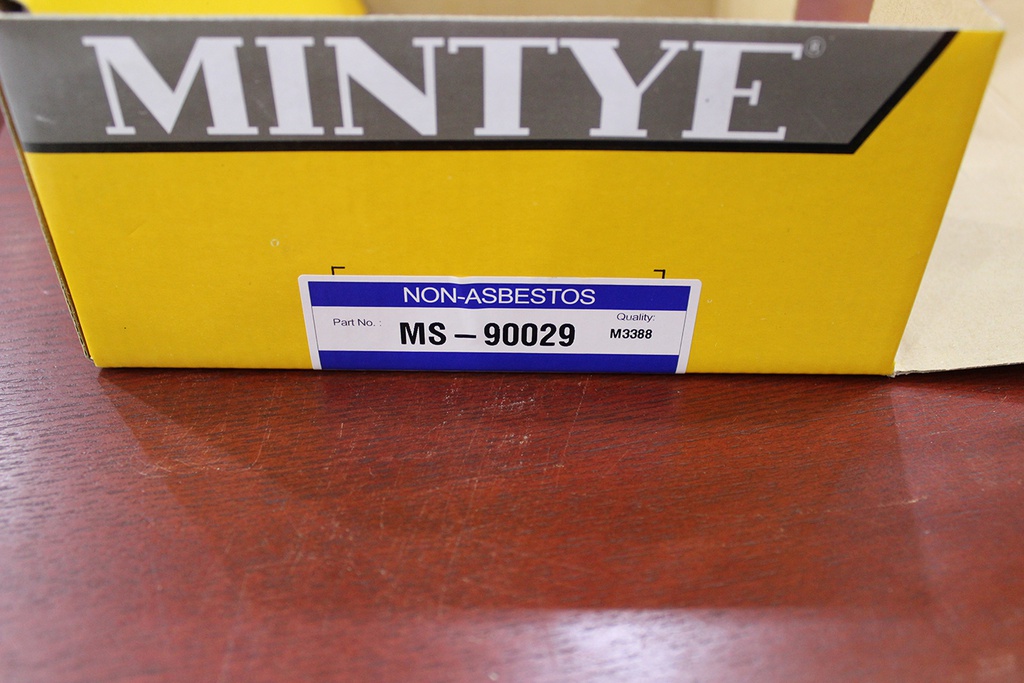 MINTYE®
NON-ASBESTOS
Part No. : MS – 90029 Quality: M3388